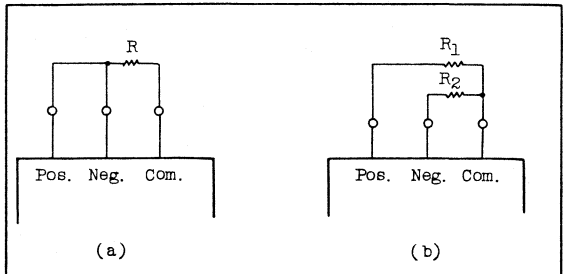 R
R1
R2
Pos. Neg. Com.
Pos. Neg. Com.
(a)
(b)